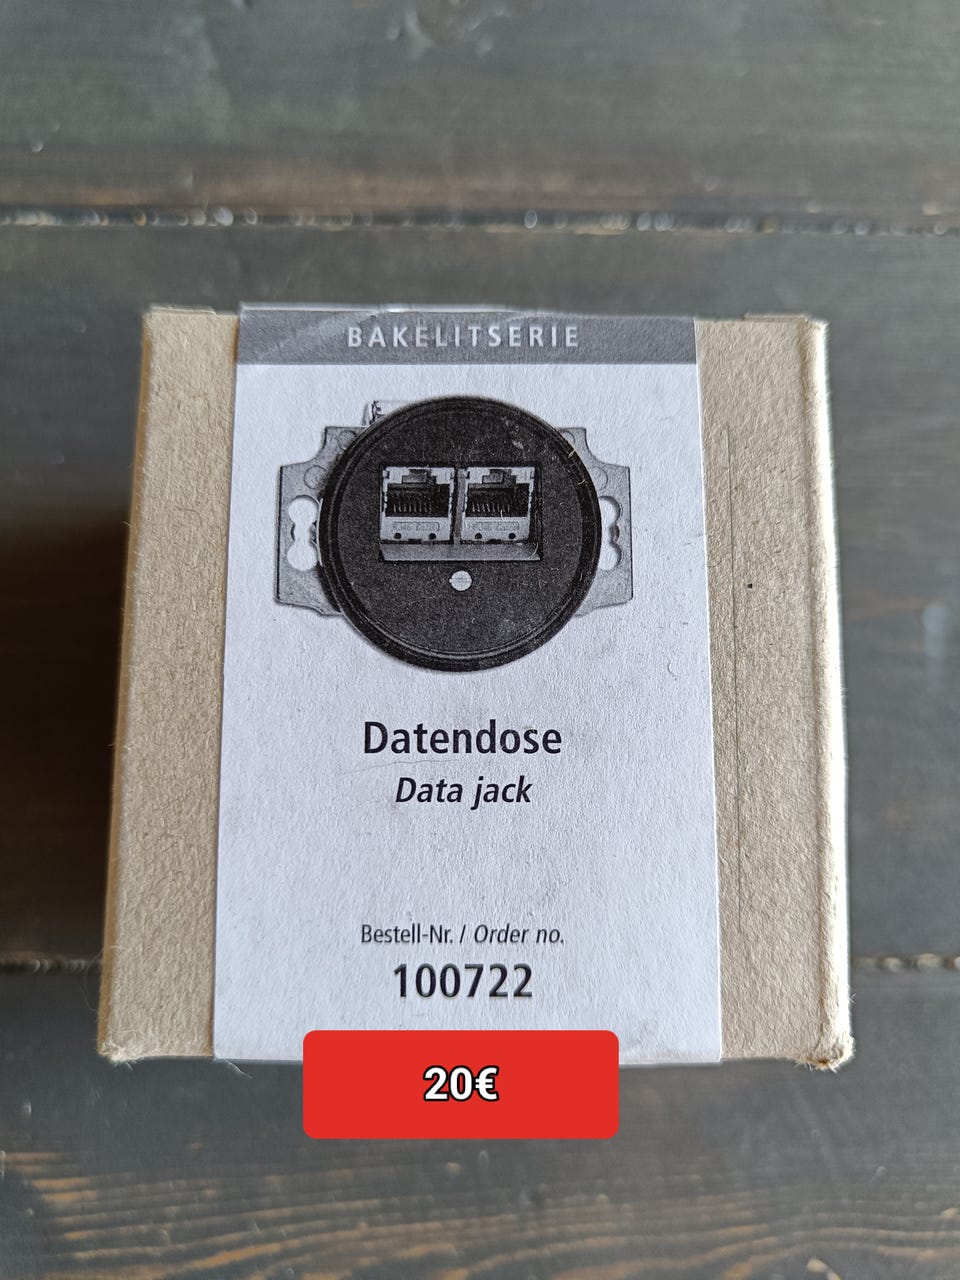 BAKELITSERIE
Datendose
Data jack
Bestell-Nr. / Order no.
100722
20€